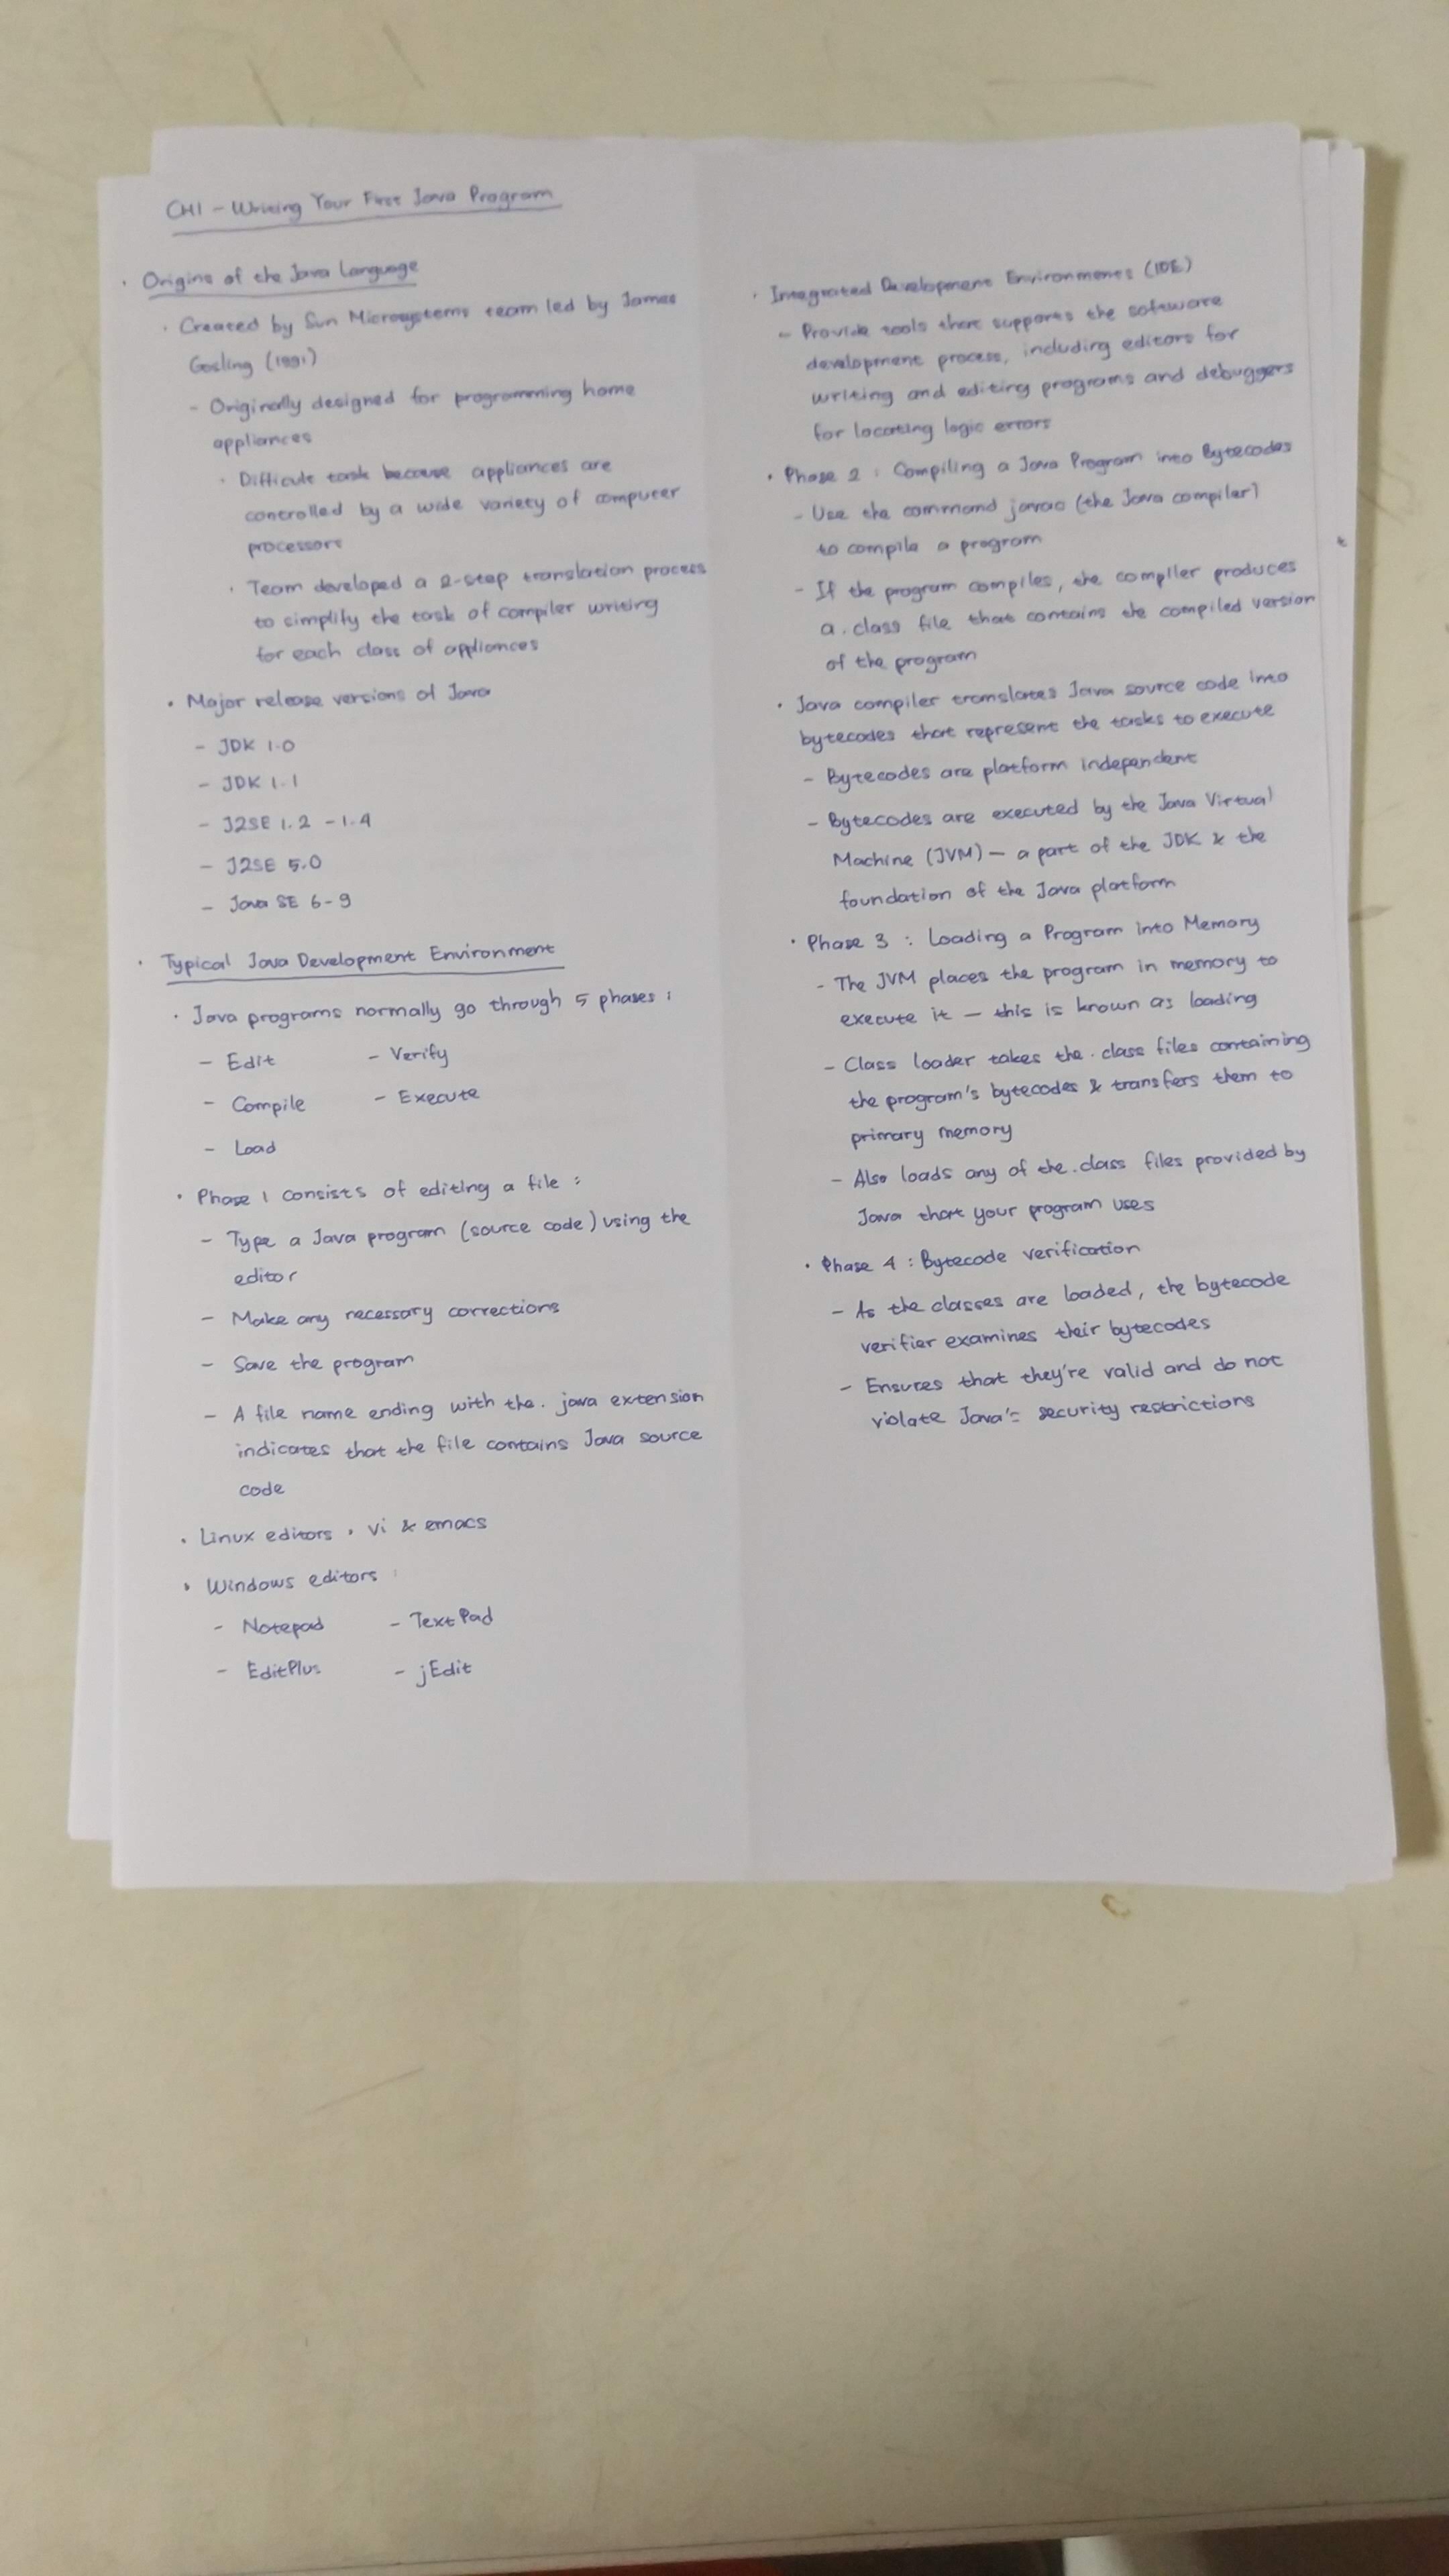 CH1 - Writing Your First Java Program
• Origins of the Java Language
• Created by Sun Microsystems team led by James
Gosling (1991)
- Originally designed for programming home
appliances
• Difficult task because appliances are
controlled by a wide variety of computer
processors
• Team developed a 2-step translation process
to simplify the task of compiler writing
for each class of appliances
• Major release versions of Java
- JDK 1.0
- JDK 1.1
- J2SE 1.2 - 1.4
- J2SE 5.0
- Java SE 6-9
• Typical Java Development Environment
• Java programs normally go through 5 phases :
- Edit - Verify
- Compile - Execute
- Load
• Phase 1 consists of editing a file :
- Type a Java program (source code) using the
editor
- Make any necessary corrections
- Save the program
- A file name ending with the .java extension
indicates that the file contains Java source
code
• Linux editors : vi & emacs
• Windows editors :
- Notepad - TextPad
- EditPlus - jEdit
• Integrated Development Environments (IDE)
- Provide tools that supports the software
development process, including editors for
writing and editing programs and debuggers
for locating logic errors
• Phase 2 : Compiling a Java Program into Bytecodes
- Use the command javac (the Java compiler)
to compile a program
- If the program compiles, the compiler produces
a .class file that contains the compiled version
of the program
• Java compiler translates Java source code into
bytecodes that represent the tasks to execute
- Bytecodes are platform independent
- Bytecodes are executed by the Java Virtual
Machine (JVM) — a part of the JDK & the
foundation of the Java platform
• Phase 3 : Loading a Program into Memory
- The JVM places the program in memory to
execute it — this is known as loading
- Class loader takes the .class files containing
the program's bytecodes & transfers them to
primary memory
- Also loads any of the .class files provided by
Java that your program uses
• Phase 4 : Bytecode verification
- As the classes are loaded, the bytecode
verifier examines their bytecodes
- Ensures that they're valid and do not
violate Java's security restrictions